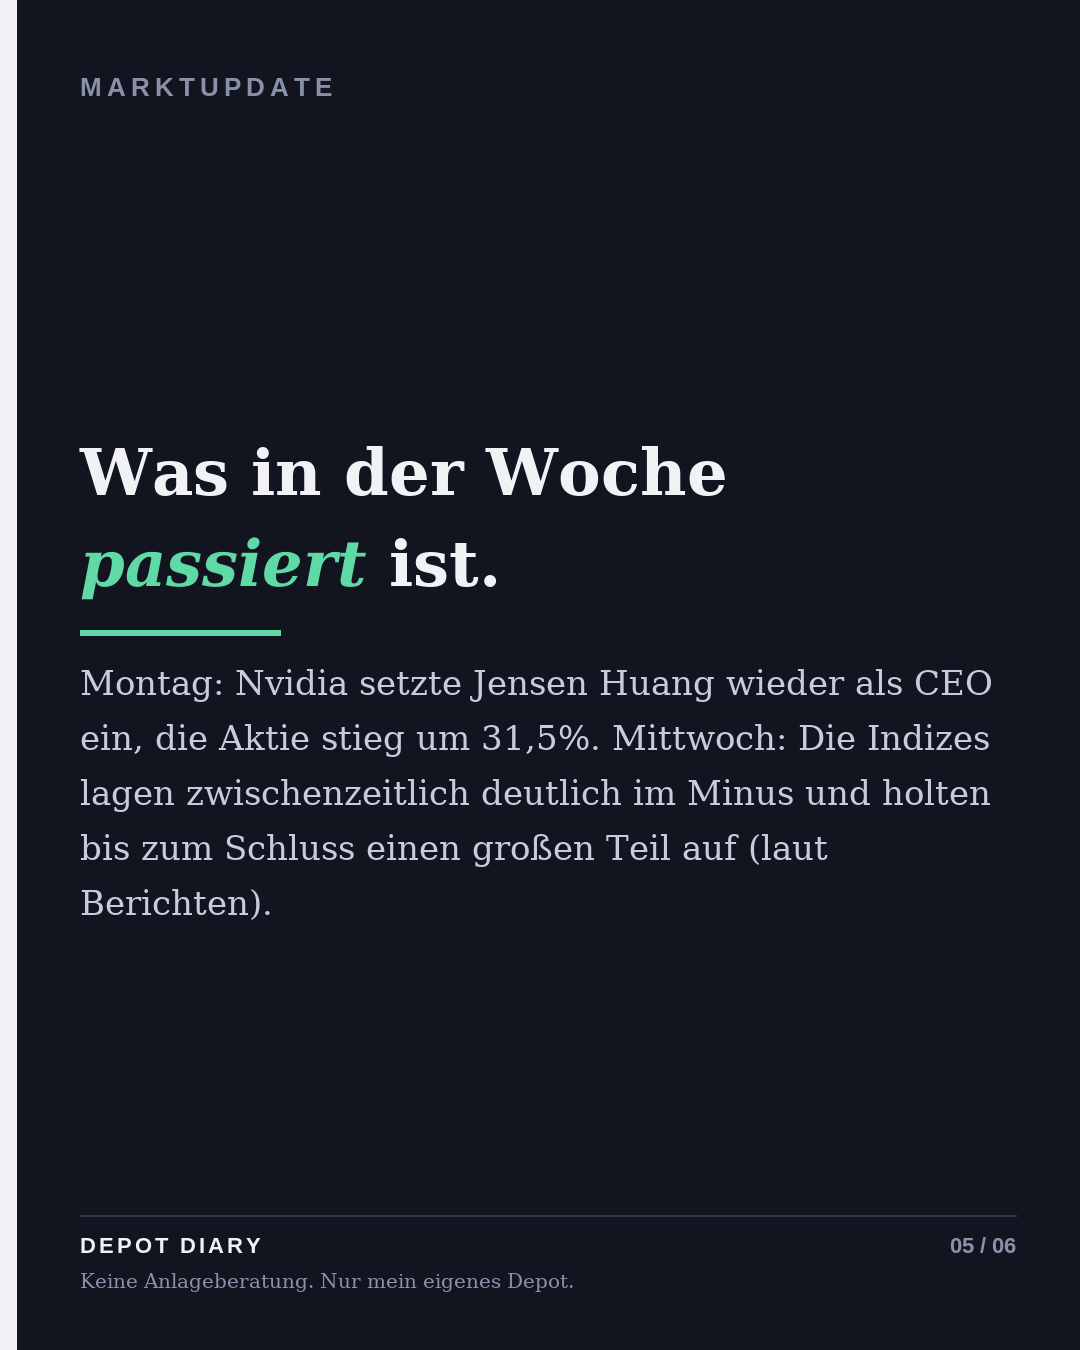 MARKTUPDATE
Was in der Woche
passiert ist.
Montag: Nvidia setzte Jensen Huang wieder als CEO
ein, die Aktie stieg um 31,5%. Mittwoch: Die Indizes
lagen zwischenzeitlich deutlich im Minus und holten
bis zum Schluss einen großen Teil auf (laut
Berichten).
DEPOT DIARY
05 / 06
Keine Anlageberatung. Nur mein eigenes Depot.